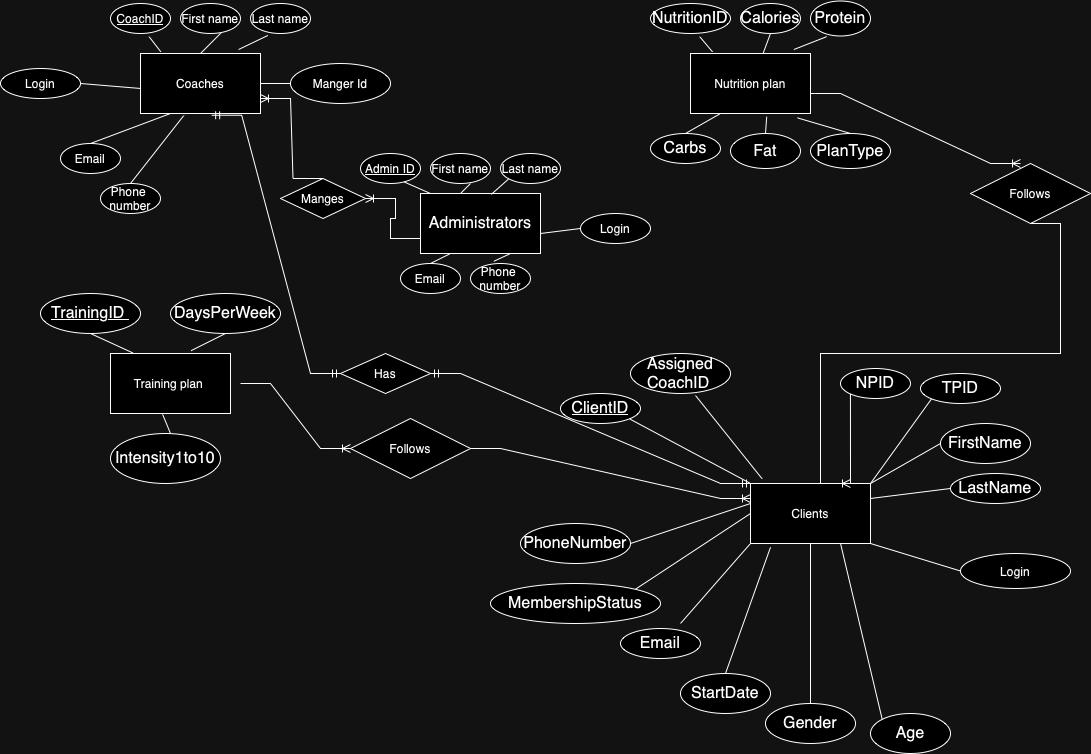 CoachID
First name
Last name
NutritionID
Calories
Protein
Login
Coaches
Manger Id
Nutrition plan
Email
Phone
number
Carbs
Fat
PlanType
Admin ID
First name
Last name
Manges
Follows
Administrators
Login
Email
Phone
number
TrainingID
DaysPerWeek
Training plan
Has
Assigned
CoachID
NPID
TPID
ClientID
FirstName
Intensity1to10
Follows
LastName
Clients
PhoneNumber
Login
MembershipStatus
Email
StartDate
Gender
Age